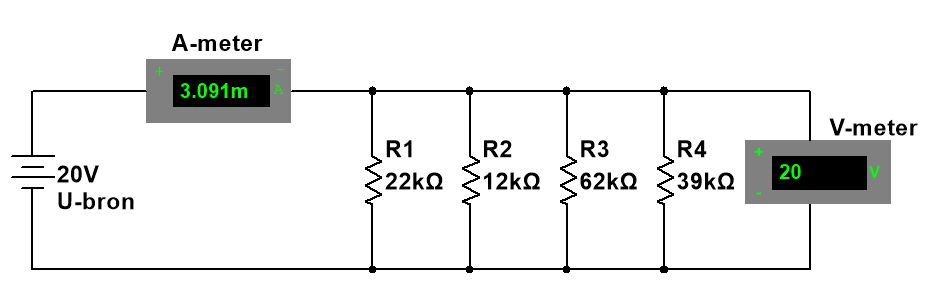 A-meter
+
−
3.091m
A
20V
U-bron
R1
22kΩ
R2
12kΩ
R3
62kΩ
R4
39kΩ
V-meter
+
20
V
-